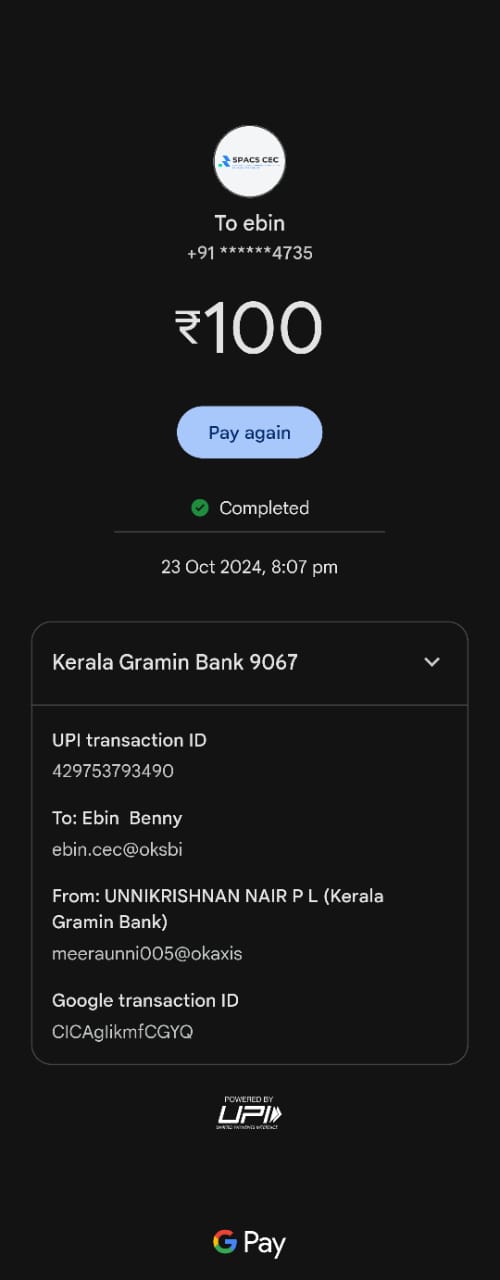 SPACS CEC
To ebin
+91 ******4735
₹100
Pay again
Completed
23 Oct 2024, 8:07 pm
Kerala Gramin Bank 9067
UPI transaction ID
429753793490
To: Ebin  Benny
ebin.cec@oksbi
From: UNNIKRISHNAN NAIR P L (Kerala
Gramin Bank)
meeraunni005@okaxis
Google transaction ID
CICAgIikmfCGYQ
POWERED BY
UPI
UNIFIED PAYMENTS INTERFACE
G Pay